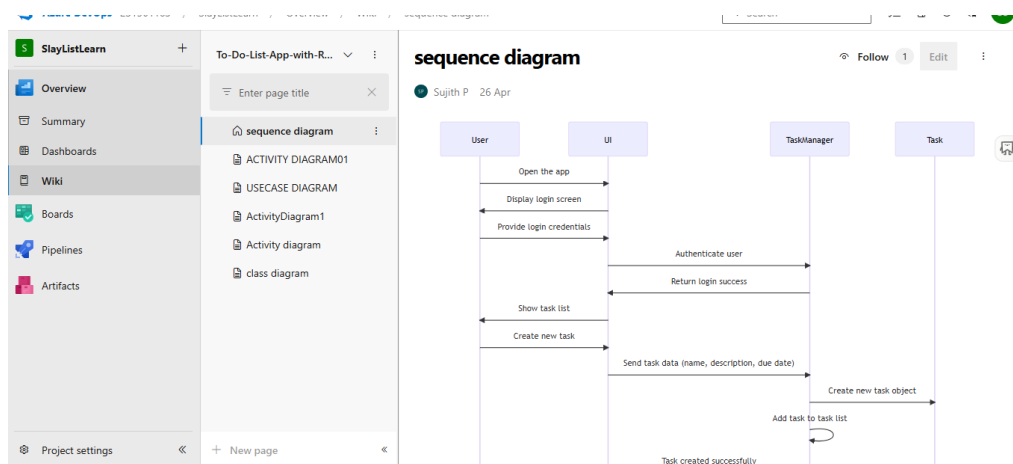 S SlayListLearn +
Overview
Summary
Dashboards
Wiki
Boards
Pipelines
Artifacts
Project settings
To-Do-List-App-with-R...
Enter page title
sequence diagram
ACTIVITY DIAGRAM01
USECASE DIAGRAM
ActivityDiagram1
Activity diagram
class diagram
+ New page
sequence diagram
Follow 1 Edit
Sujith P 26 Apr
User UI TaskManager Task
Open the app
Display login screen
Provide login credentials
Authenticate user
Return login success
Show task list
Create new task
Send task data (name, description, due date)
Create new task object
Add task to task list
Task created successfully